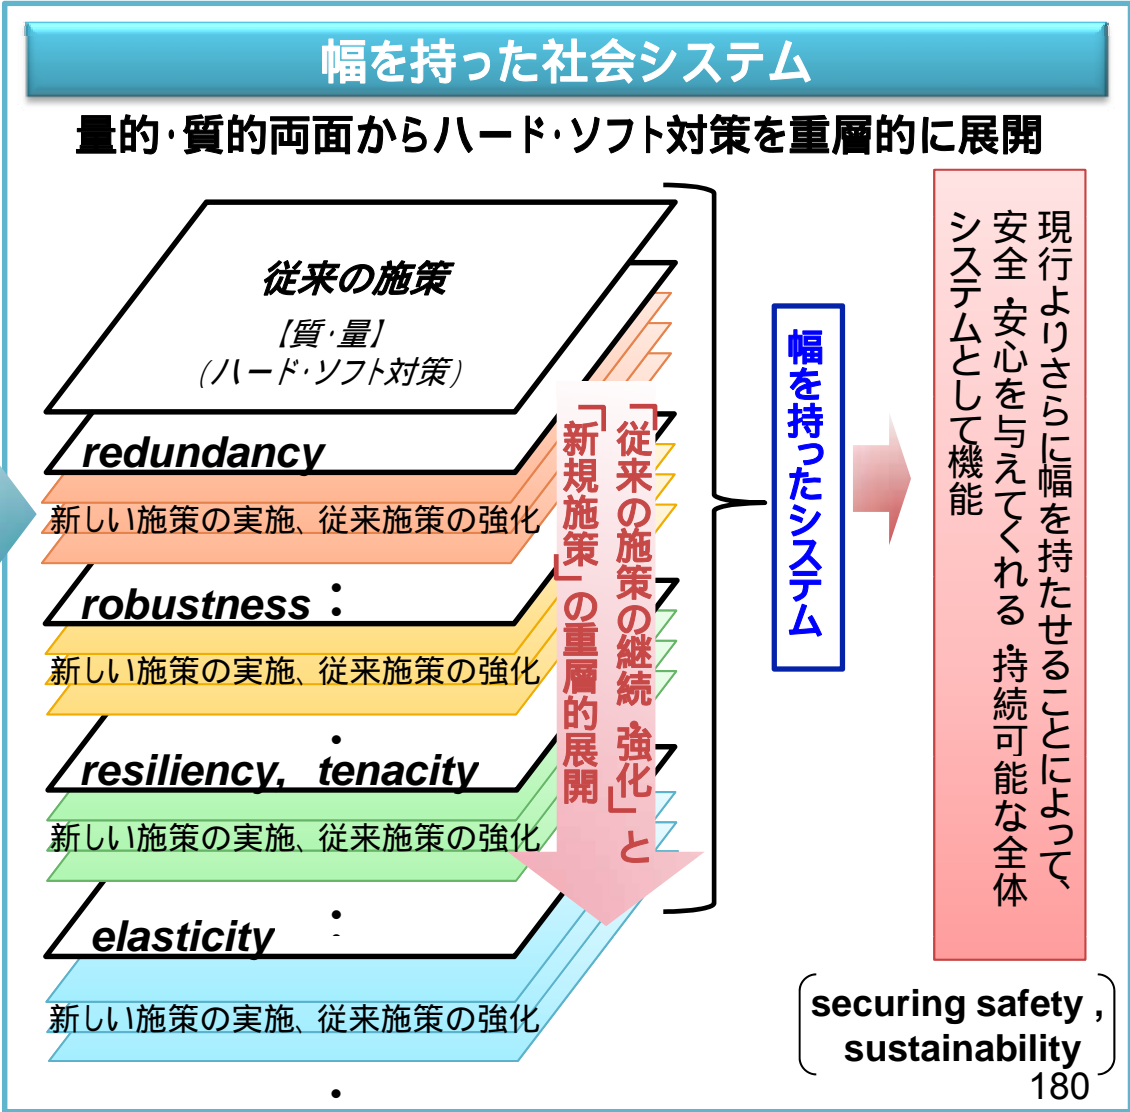 幅を持った社会システム
量的・質的両面からハード・ソフト対策を重層的に展開
従来の施策
【質・量】
（ハード・ソフト対策）
redundancy
新しい施策の実施、従来施策の強化
robustness
新しい施策の実施、従来施策の強化
resiliency, tenacity
新しい施策の実施、従来施策の強化
elasticity
新しい施策の実施、従来施策の強化
「従来の施策の継続・強化」と
「新規施策」の重層的展開
幅を持ったシステム
現行よりさらに幅を持たせることによって、
安全・安心を与えてくれる・持続可能な全体
システムとして機能
securing safety ,
sustainability
180